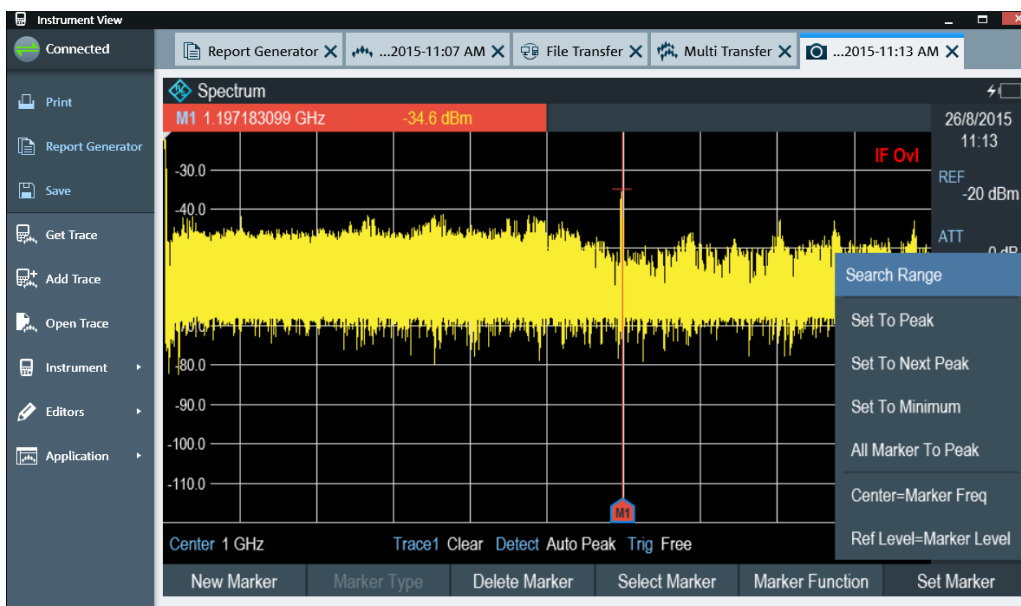 Instrument View
Connected
Report Generator
...2015-11:07 AM
File Transfer
Multi Transfer
...2015-11:13 AM
Print
Report Generator
Save
Get Trace
Add Trace
Open Trace
Instrument
Editors
Application
Spectrum
M1 1.197183099 GHz -34.6 dBm
26/8/2015
11:13
IF Ovl
REF
-20 dBm
ATT
0 dB
-30.0
-40.0
-80.0
-90.0
-100.0
-110.0
M1
Search Range
Set To Peak
Set To Next Peak
Set To Minimum
All Marker To Peak
Center=Marker Freq
Ref Level=Marker Level
Center 1 GHz Trace1 Clear Detect Auto Peak Trig Free
New Marker Marker Type Delete Marker Select Marker Marker Function Set Marker